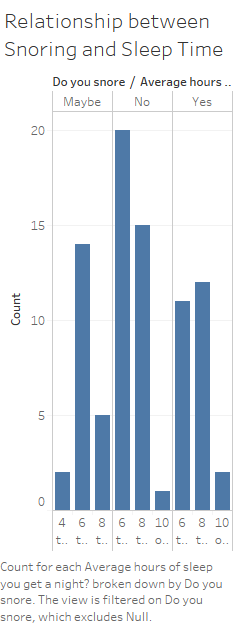 Relationship between
Snoring and Sleep Time
Do you snore / Average hours ..
Maybe No Yes
20
15
10
5
0
Count
4 6 8 6 8 10 6 8 10
t.. t.. t.. t.. t.. o.. t.. t.. o..
Count for each Average hours of sleep
you get a night? broken down by Do you
snore. The view is filtered on Do you
snore, which excludes Null.